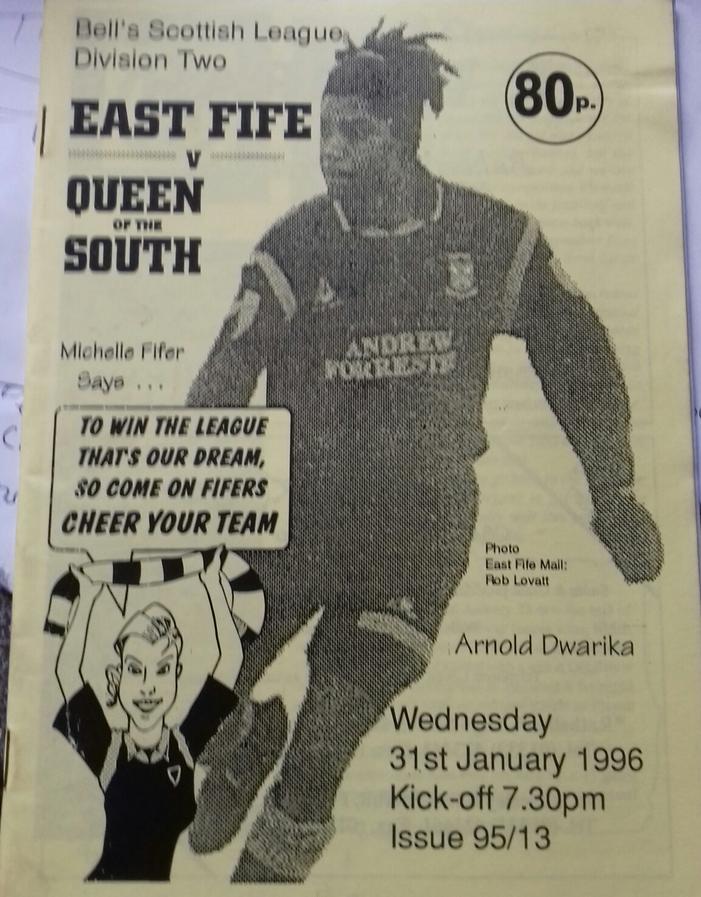 Bell's Scottish League
Division Two
80p.
EAST FIFE
V
QUEEN
OF THE
SOUTH
Michelle Fifer
Says ...
ANDREW
FORRESTER
TO WIN THE LEAGUE
THAT'S OUR DREAM,
SO COME ON FIFERS
CHEER YOUR TEAM
Photo
East Fife Mail:
Rob Lovatt
Arnold Dwarika
Wednesday
31st January 1996
Kick-off 7.30pm
Issue 95/13